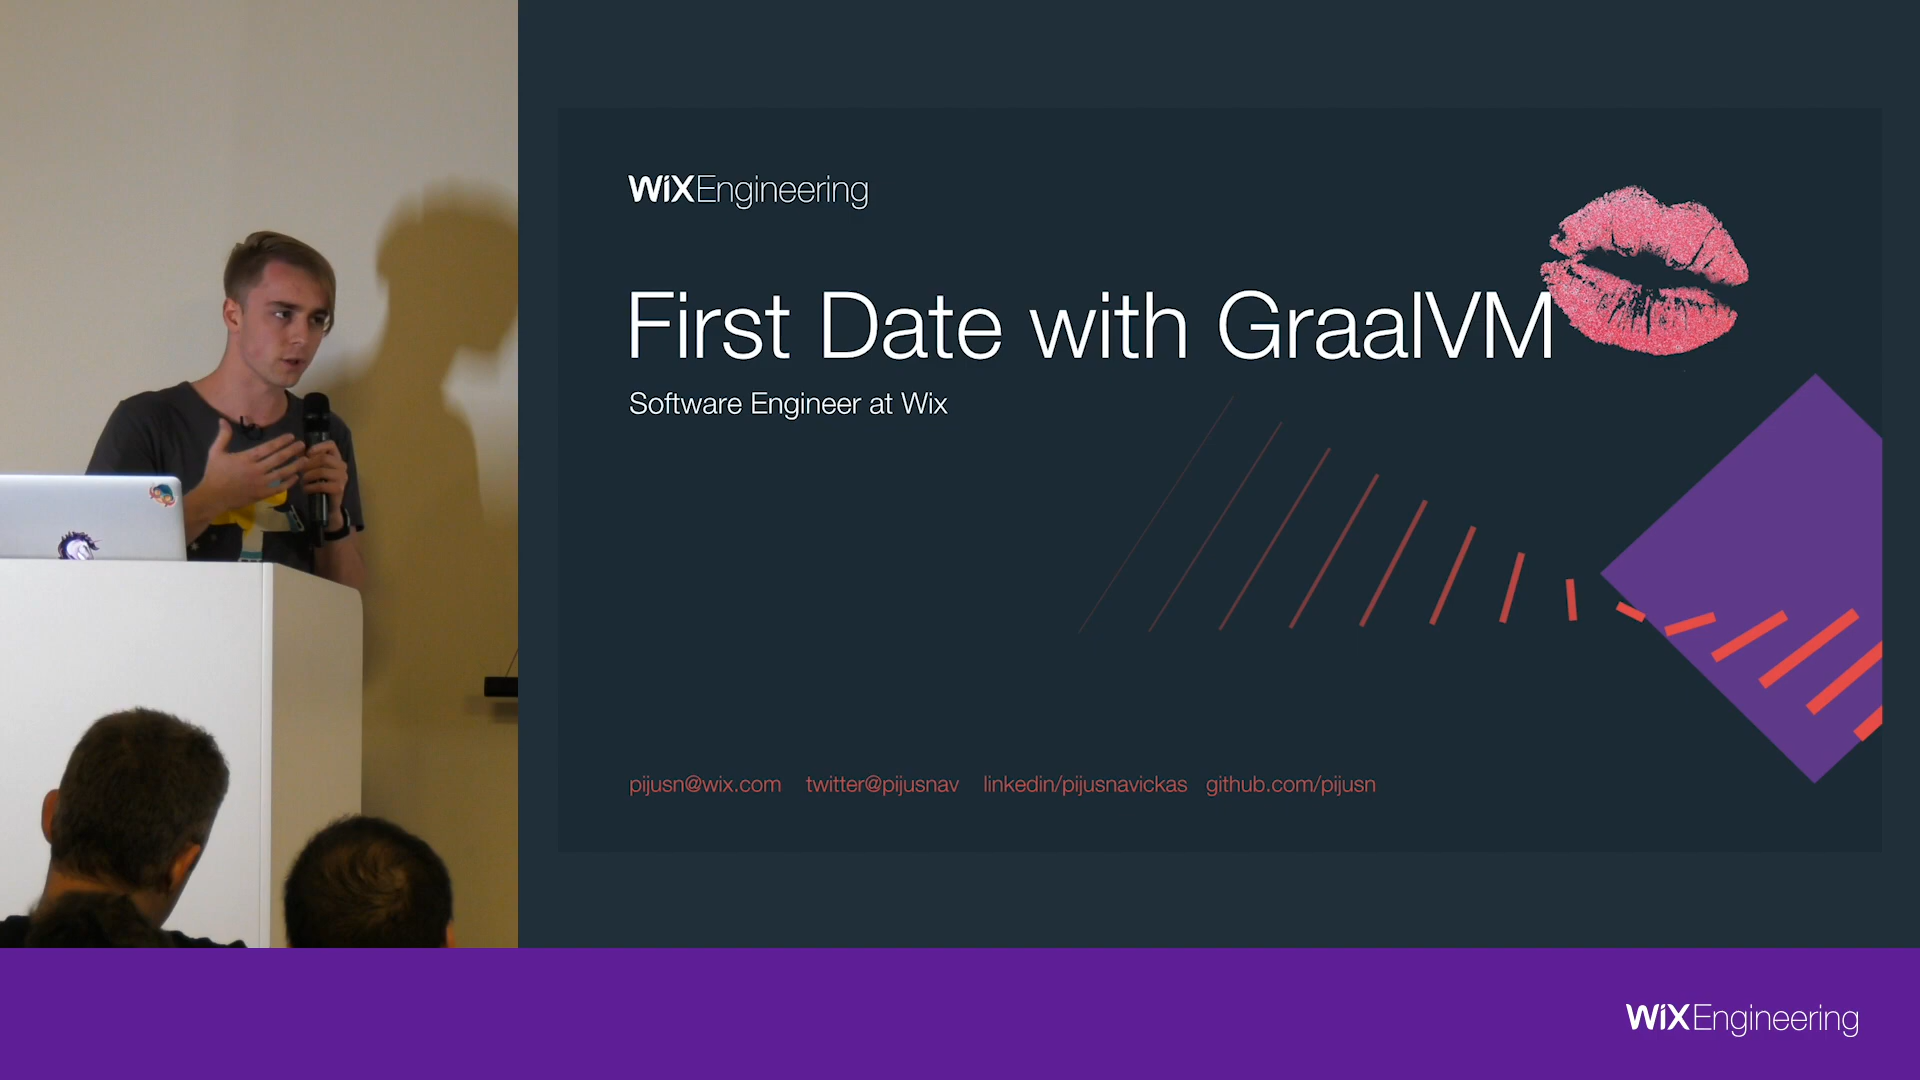 WiXEngineering
First Date with GraalVM
Software Engineer at Wix
pijusn@wix.com twitter@pijusnav linkedin/pijusnavickas github.com/pijusn
WiXEngineering